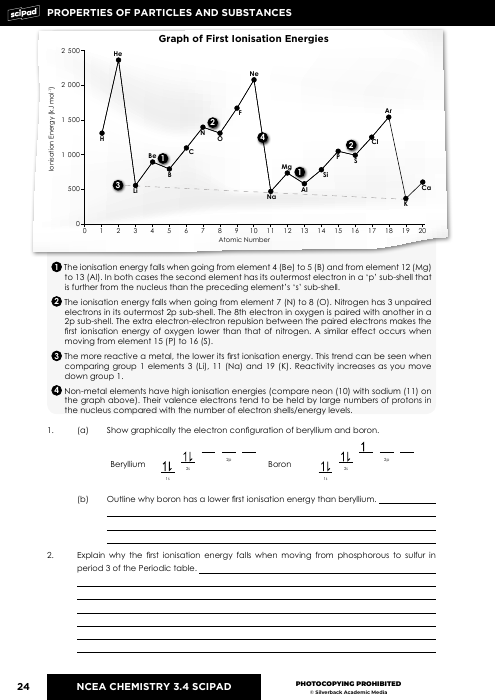 scipad PROPERTIES OF PARTICLES AND SUBSTANCES
Graph of First Ionisation Energies
Ionisation Energy (kJ mol⁻¹)
2 500
2 000
1 500
1 000
500
0
H
He
Li
Be
B
C
N
O
F
Ne
Na
Mg
Al
Si
P
S
Cl
Ar
K
Ca
1
2
3
4
1
2
0 1 2 3 4 5 6 7 8 9 10 11 12 13 14 15 16 17 18 19 20
Atomic Number
1 The ionisation energy falls when going from element 4 (Be) to 5 (B) and from element 12 (Mg)
to 13 (Al). In both cases the second element has its outermost electron in a 'p' sub-shell that
is further from the nucleus than the preceding element's 's' sub-shell.
2 The ionisation energy falls when going from element 7 (N) to 8 (O). Nitrogen has 3 unpaired
electrons in its outermost 2p sub-shell. The 8th electron in oxygen is paired with another in a
2p sub-shell. The extra electron-electron repulsion between the paired electrons makes the
first ionisation energy of oxygen lower than that of nitrogen. A similar effect occurs when
moving from element 15 (P) to 16 (S).
3 The more reactive a metal, the lower its first ionisation energy. This trend can be seen when
comparing group 1 elements 3 (Li), 11 (Na) and 19 (K). Reactivity increases as you move
down group 1.
4 Non-metal elements have high ionisation energies (compare neon (10) with sodium (11) on
the graph above). Their valence electrons tend to be held by large numbers of protons in
the nucleus compared with the number of electron shells/energy levels.
1. (a) Show graphically the electron configuration of beryllium and boron.
Beryllium 1s 2s 2p Boron 1s 2s 2p
(b) Outline why boron has a lower first ionisation energy than beryllium.
2. Explain why the first ionisation energy falls when moving from phosphorous to sulfur in
period 3 of the Periodic table.
24 NCEA CHEMISTRY 3.4 SCIPAD
PHOTOCOPYING PROHIBITED
© Silverback Academic Media